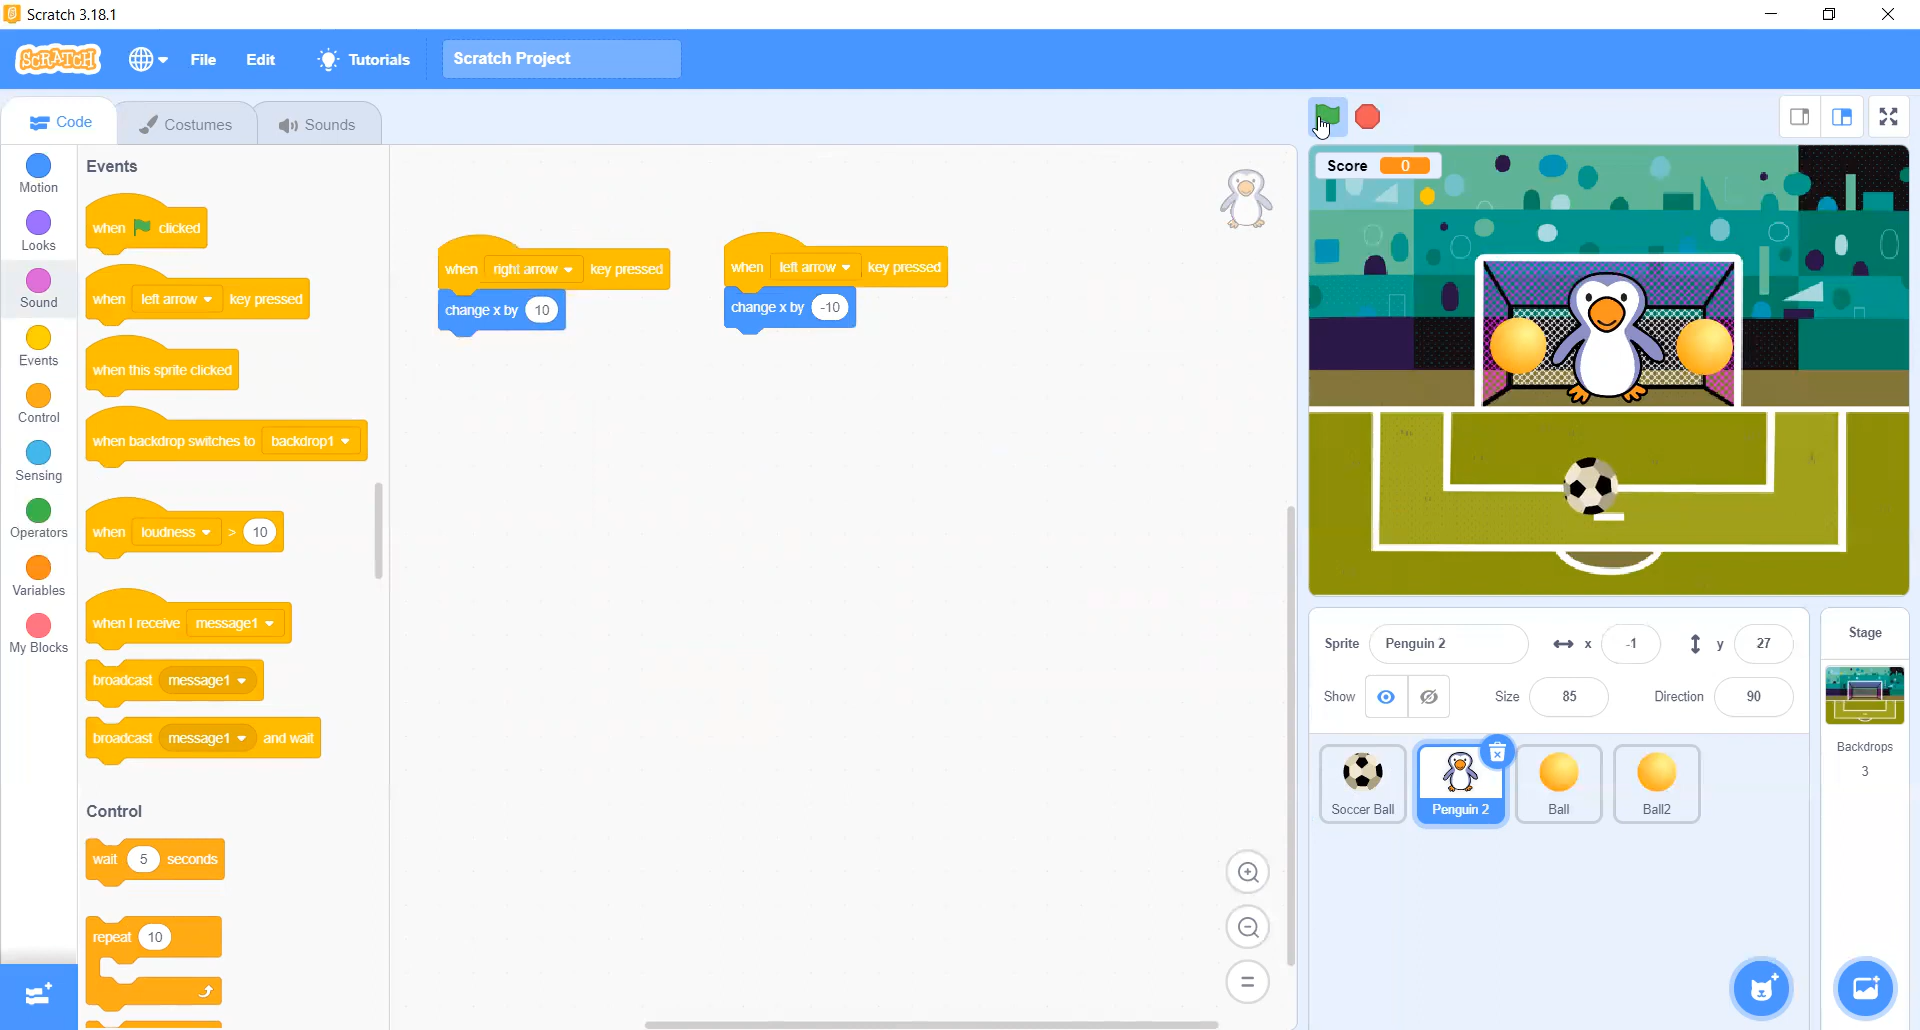 Scratch 3.18.1
SCRATCH File Edit Tutorials Scratch Project
Code Costumes Sounds
Motion
Looks
Sound
Events
Control
Sensing
Operators
Variables
My Blocks
Events
when clicked
when left arrow key pressed
when this sprite clicked
when backdrop switches to backdrop1
when loudness > 10
when I receive message1
broadcast message1
broadcast message1 and wait
Control
wait 5 seconds
repeat 10
when right arrow key pressed
change x by 10
when left arrow key pressed
change x by -10
Score 0
Sprite Penguin 2 x -1 y 27
Show Size 85 Direction 90
Soccer Ball Penguin 2 Ball Ball2
Stage
Backdrops
3